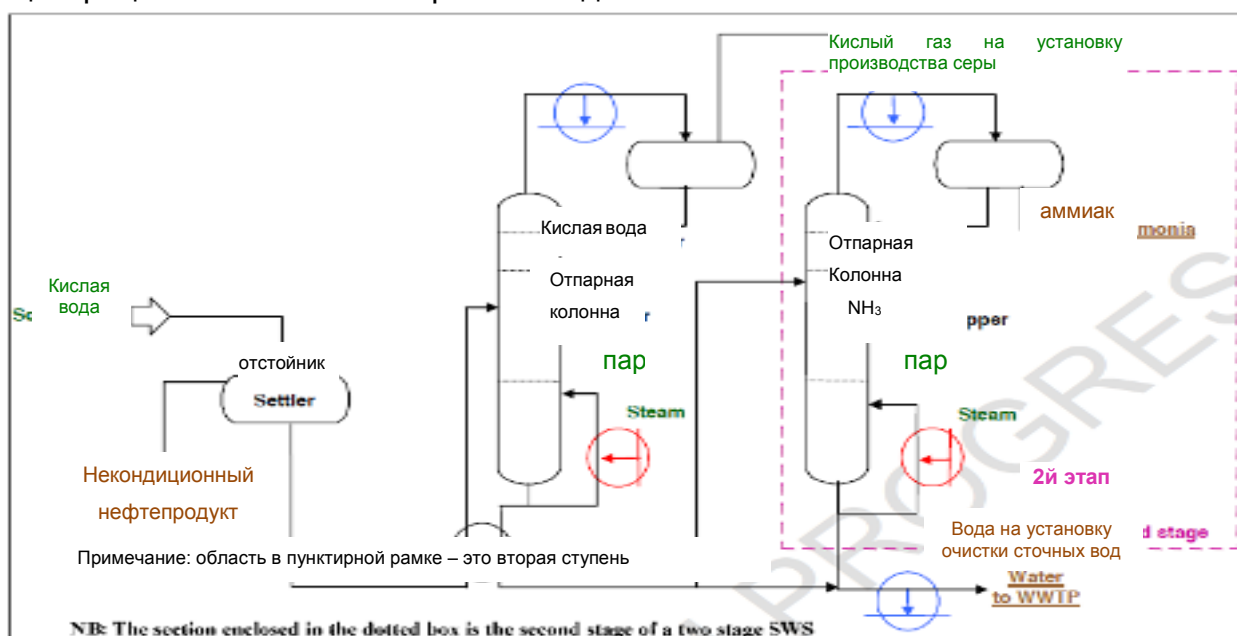 Кислый газ на установку
производства серы
аммиак
monia
Кислая вода
Отпарная
колонна
Отпарная
Колонна
NH₃
pper
Кислая
вода
отстойник
Settler
пар
Steam
пар
Steam
Некондиционный
нефтепродукт
2й этап
Вода на установку
очистки сточных вод
d stage
Примечание: область в пунктирной рамке – это вторая ступень
Water
to WWTP
NB: The section enclosed in the dotted box is the second stage of a two stage SWS
PROGRES